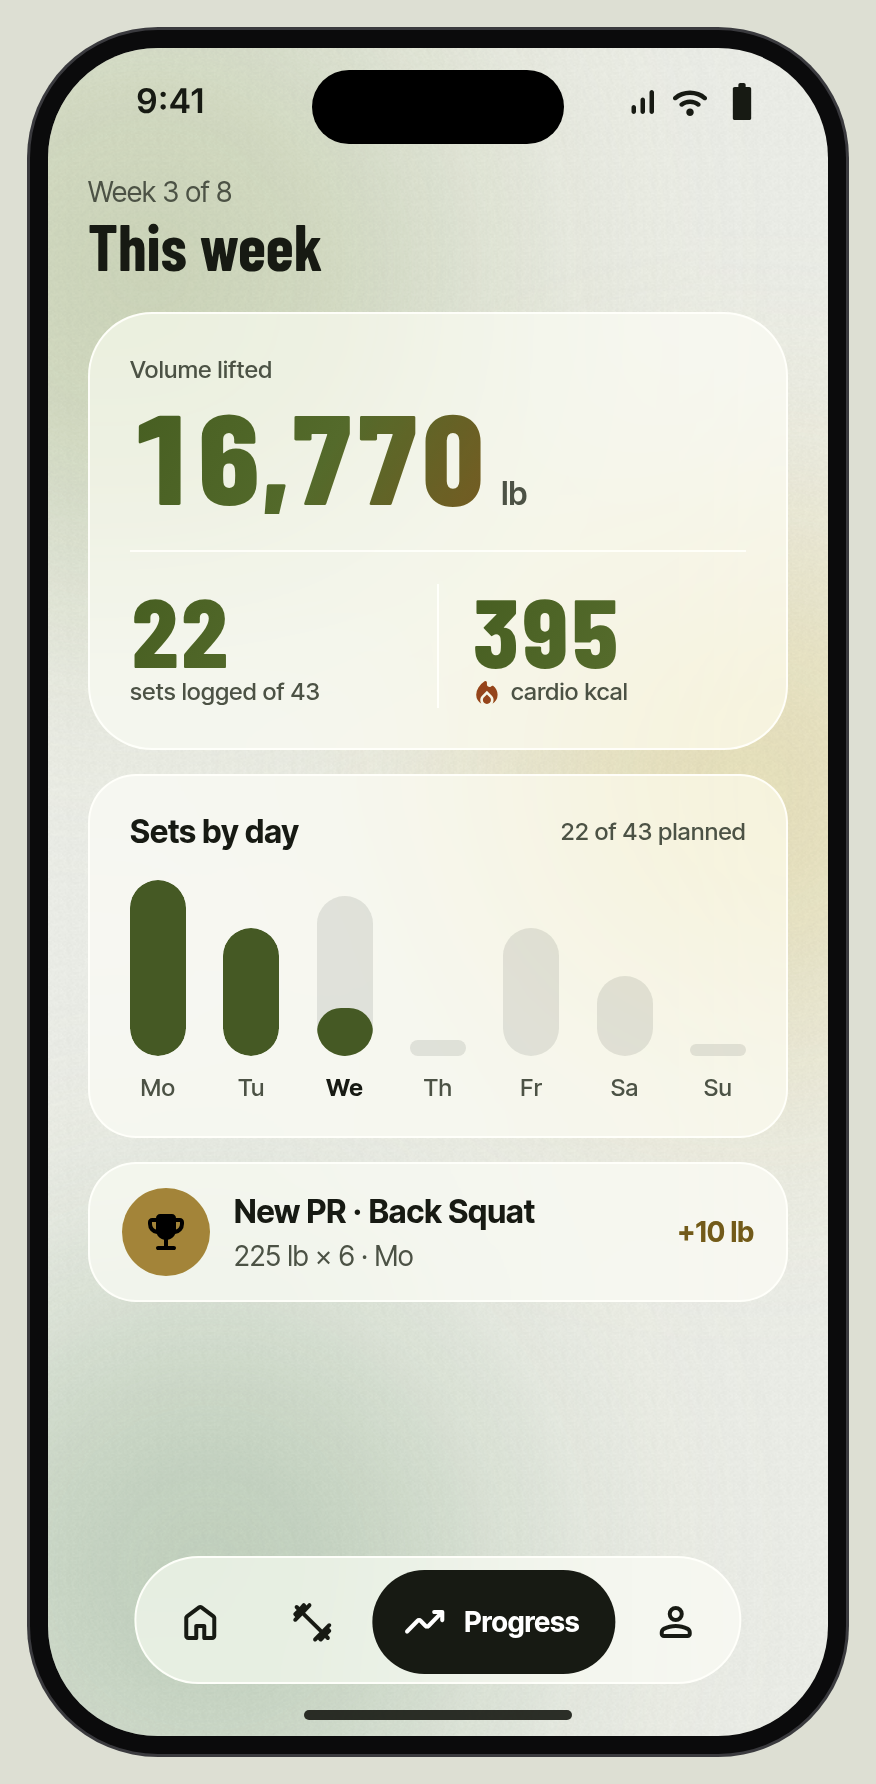 9:41
Week 3 of 8
This week
Volume lifted
16,770 lb
22
sets logged of 43
395
cardio kcal
Sets by day
22 of 43 planned
Mo Tu We Th Fr Sa Su
New PR · Back Squat
225 lb × 6 · Mo
+10 lb
Progress